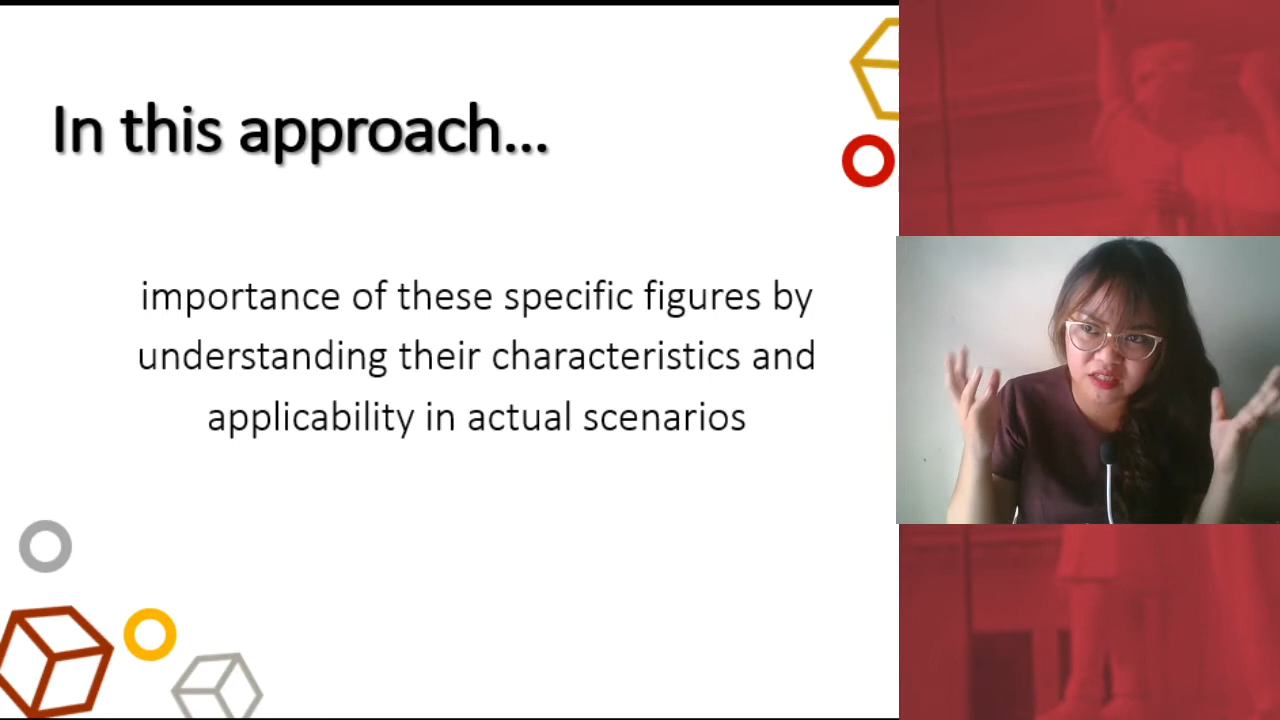 In this approach...
importance of these specific figures by
understanding their characteristics and
applicability in actual scenarios